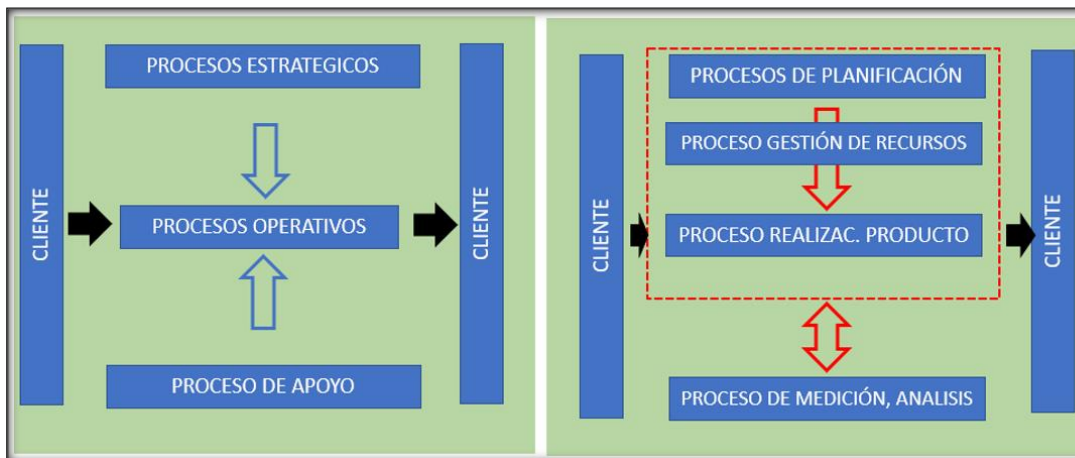 CLIENTE
PROCESOS ESTRATEGICOS
PROCESOS OPERATIVOS
PROCESO DE APOYO
CLIENTE
CLIENTE
PROCESOS DE PLANIFICACIÓN
PROCESO GESTIÓN DE RECURSOS
PROCESO REALIZAC. PRODUCTO
PROCESO DE MEDICIÓN, ANALISIS
CLIENTE